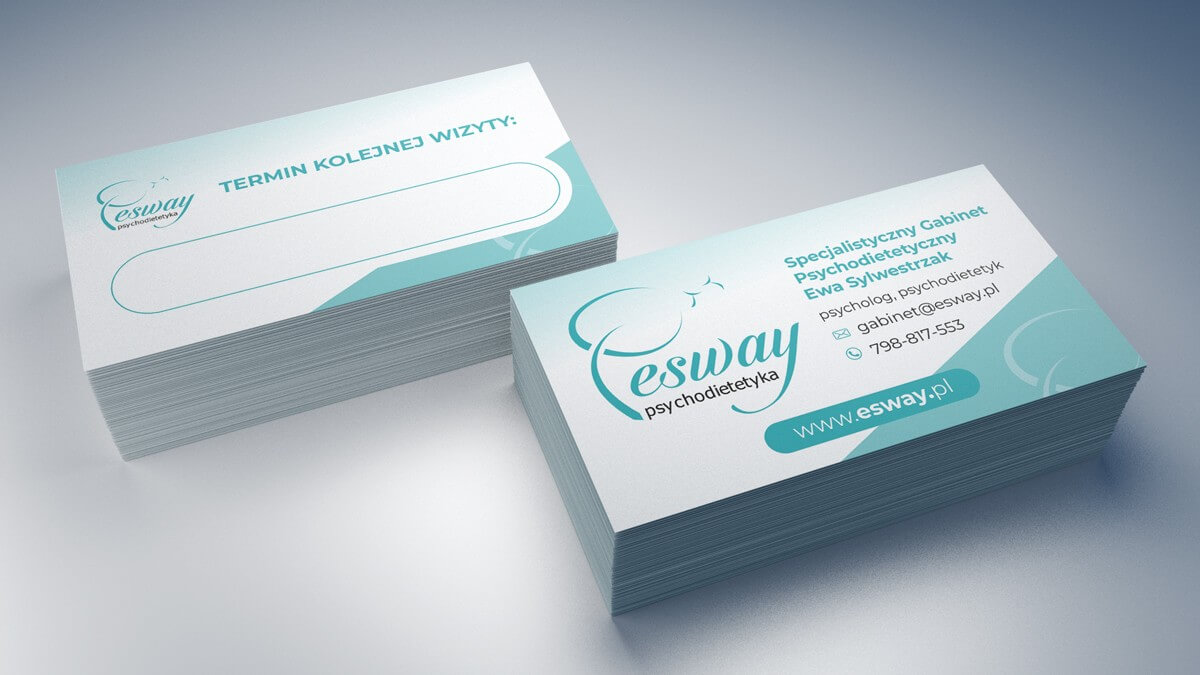 TERMIN KOLEJNEJ WIZYTY:
esway
psychodietetyka
Specjalistyczny Gabinet
Psychodietetyczny
Ewa Sylwestrzak
psycholog, psychodietetyk
gabinet@esway.pl
798-817-553
esway
psychodietetyka
www.esway.pl